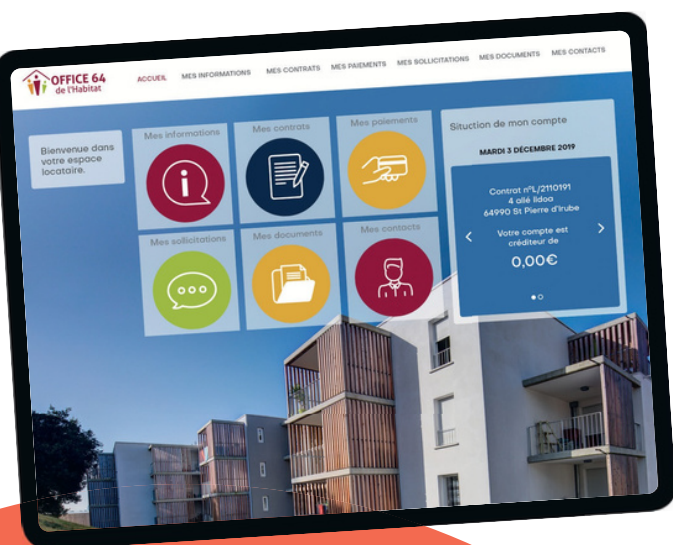 OFFICE 64
de l'Habitat
ACCUEIL MES INFORMATIONS MES CONTRATS MES PAIEMENTS MES SOLLICITATIONS MES DOCUMENTS MES CONTACTS
Bienvenue dans
votre espace
locataire.
Mes informations
Mes contrats
Mes paiements
Mes sollicitations
Mes documents
Mes contacts
Situction de mon compte
MARDI 3 DÉCEMBRE 2019
Contrat n°L/2110191
4 allé Ildoa
64990 St Pierre d'Irube
Votre compte est
créditeur de
0,00€